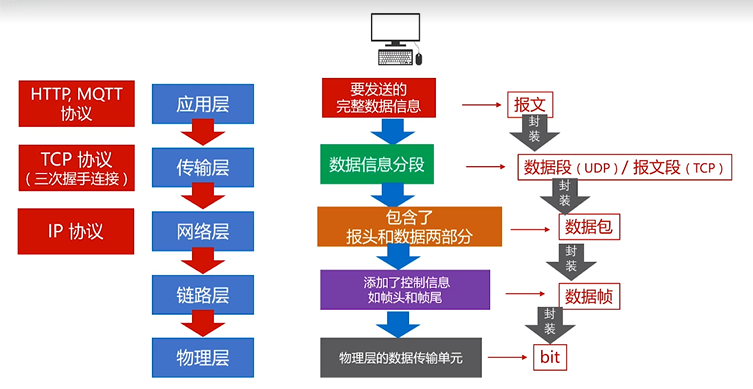 HTTP, MQTT
协议
应用层
要发送的
完整数据信息
报文
封装
TCP 协议
（三次握手连接）
传输层
数据信息分段
数据段（UDP）/ 报文段（TCP）
封装
IP 协议
网络层
包含了
报头和数据两部分
数据包
封装
链路层
添加了控制信息
如帧头和帧尾
数据帧
封装
物理层
物理层的数据传输单元
bit